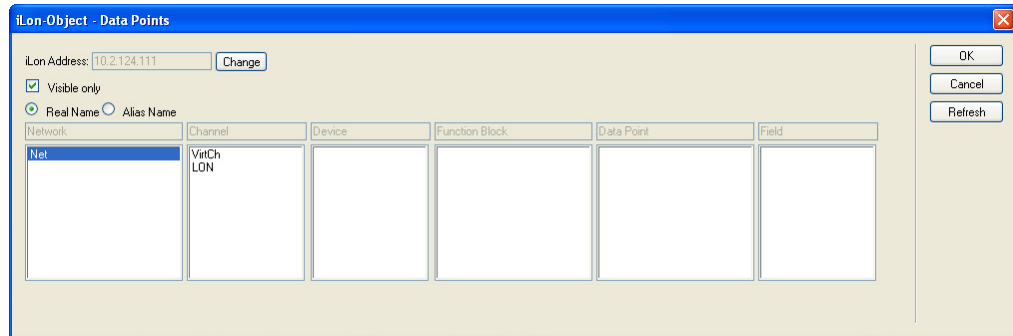 iLon-Object - Data Points
iLon Address: 10.2.124.111 Change
Visible only
Real Name Alias Name
Network Channel Device Function Block Data Point Field
Net
VirtCh
LON
OK
Cancel
Refresh